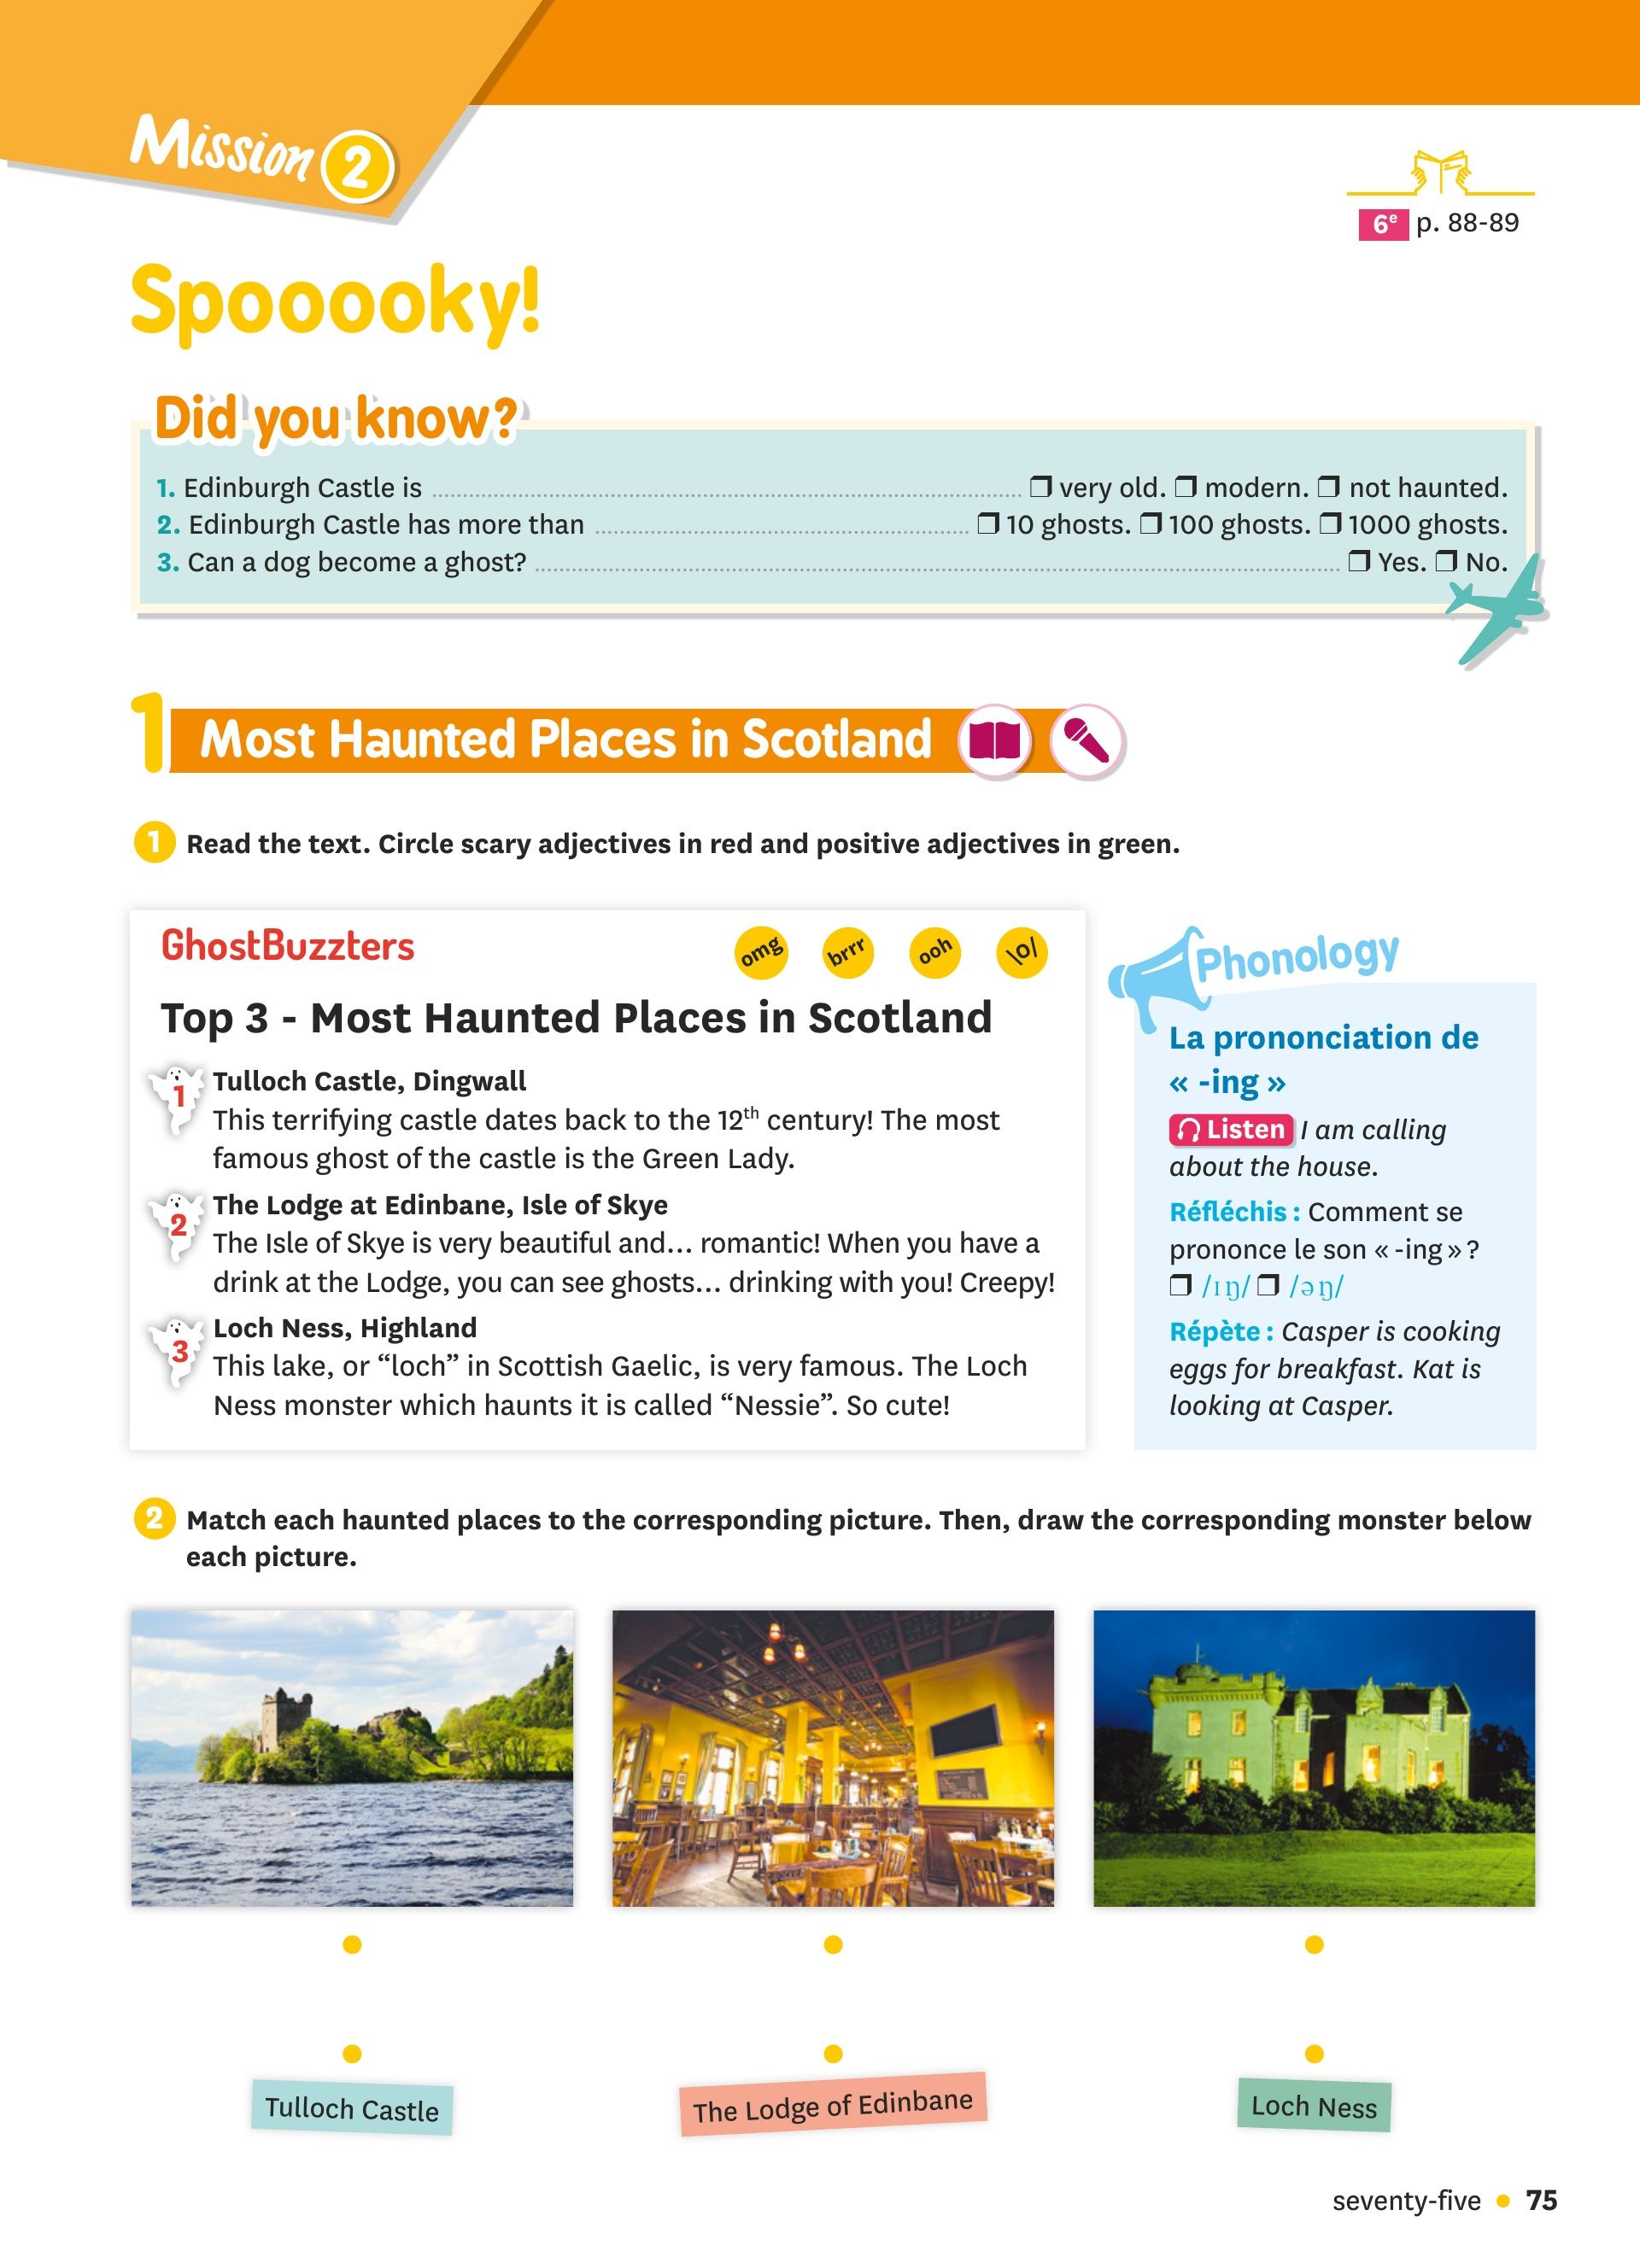 Mission 2
6e p. 88-89
Spooooky!
Did you know?
1. Edinburgh Castle is ❒ very old. ❒ modern. ❒ not haunted.
2. Edinburgh Castle has more than ❒ 10 ghosts. ❒ 100 ghosts. ❒ 1000 ghosts.
3. Can a dog become a ghost? ❒ Yes. ❒ No.
1 Most Haunted Places in Scotland
1 Read the text. Circle scary adjectives in red and positive adjectives in green.
GhostBuzzters
omg brrr ooh \o/
Top 3 - Most Haunted Places in Scotland
1 Tulloch Castle, Dingwall
This terrifying castle dates back to the 12th century! The most
famous ghost of the castle is the Green Lady.
2 The Lodge at Edinbane, Isle of Skye
The Isle of Skye is very beautiful and… romantic! When you have a
drink at the Lodge, you can see ghosts… drinking with you! Creepy!
3 Loch Ness, Highland
This lake, or “loch” in Scottish Gaelic, is very famous. The Loch
Ness monster which haunts it is called “Nessie”. So cute!
Phonology
La prononciation de
« -ing »
Listen I am calling
about the house.
Réfléchis : Comment se
prononce le son « -ing » ?
❒ /ɪŋ/ ❒ /əŋ/
Répète : Casper is cooking
eggs for breakfast. Kat is
looking at Casper.
2 Match each haunted places to the corresponding picture. Then, draw the corresponding monster below
each picture.
Tulloch Castle
The Lodge of Edinbane
Loch Ness
seventy-five • 75